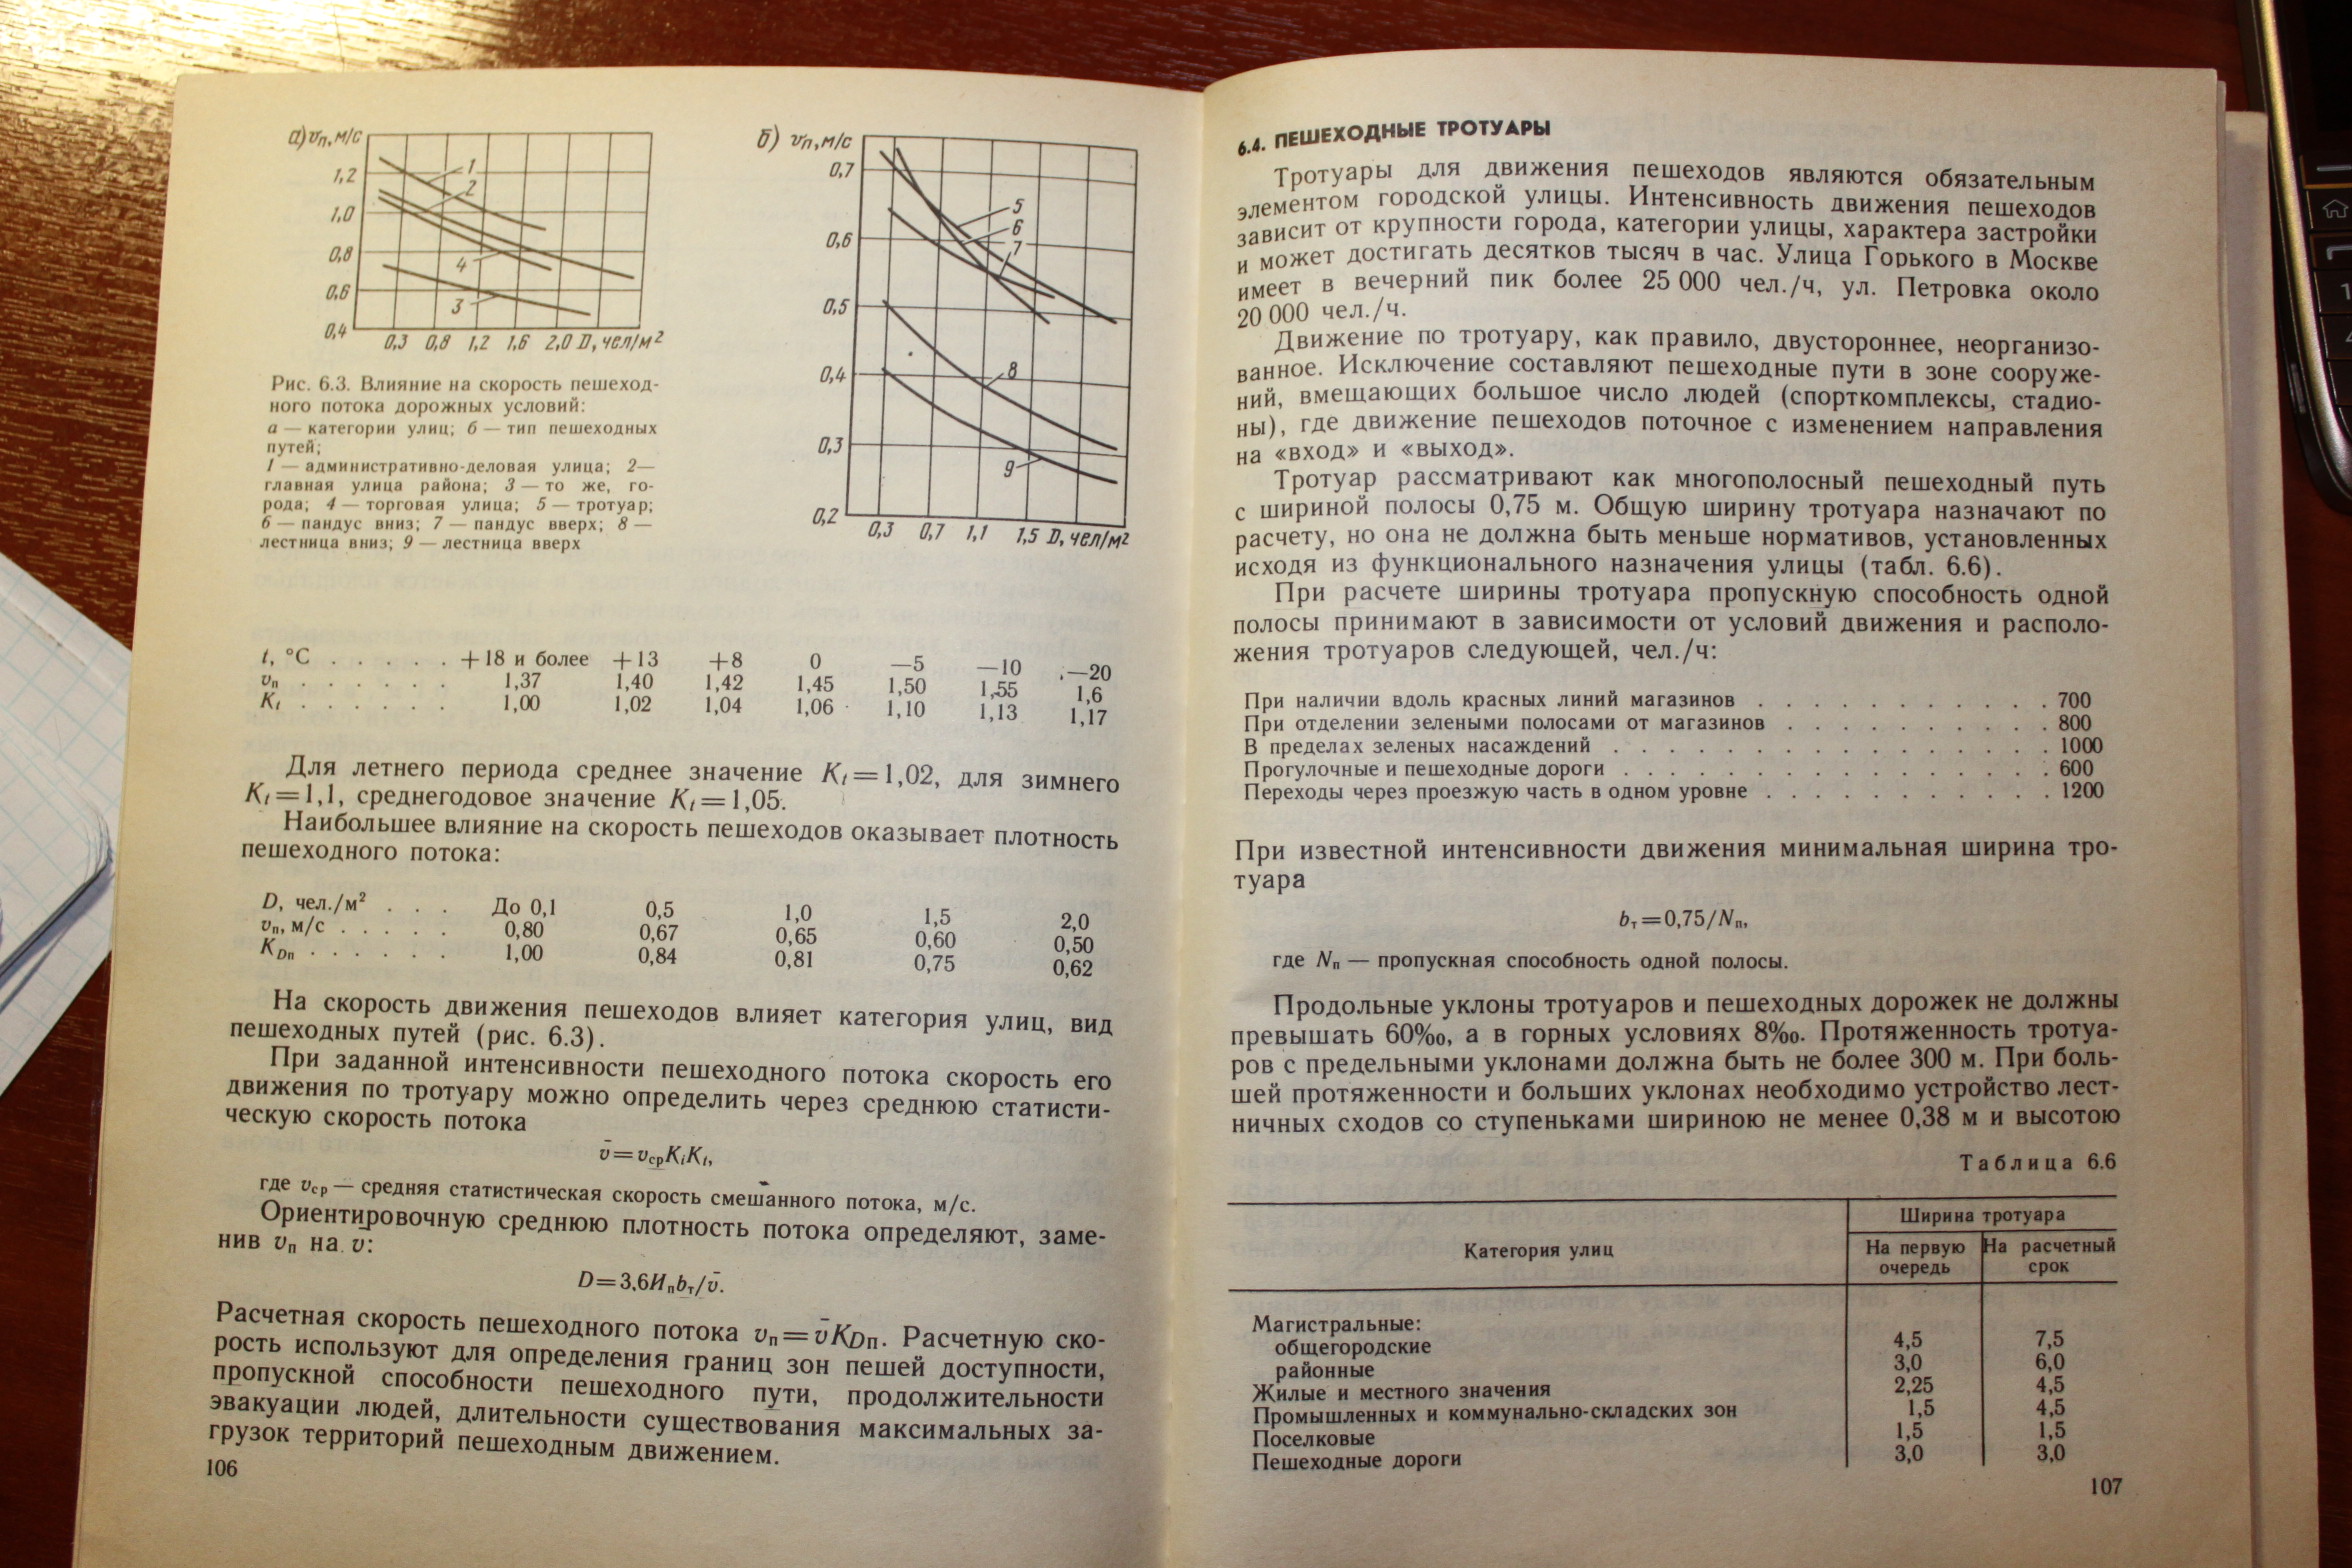 а) vп, м/с
1,2
1,0
0,8
0,6
0,4
1
2
4
3
0,3 0,8 1,2 1,6 2,0 D, чел/м²
б) vп, м/с
0,7
0,6
0,5
0,4
0,3
0,2
5
6
7
8
9
0,3 0,7 1,1 1,5 D, чел/м²
Рис. 6.3. Влияние на скорость пешеход-
ного потока дорожных условий:
а — категории улиц; б — тип пешеходных
путей;
1 — административно-деловая улица; 2—
главная улица района; 3 — то же, го-
рода; 4 — торговая улица; 5 — тротуар;
6 — пандус вниз; 7 — пандус вверх; 8 —
лестница вниз; 9 — лестница вверх
t, °C . . . . . +18 и более +13 +8 0 —5 —10 —20
vп . . . . . . 1,37 1,40 1,42 1,45 1,50 1,55 1,6
Kt . . . . . . 1,00 1,02 1,04 1,06 1,10 1,13 1,17
Для летнего периода среднее значение Kt=1,02, для зимнего
Kt=1,1, среднегодовое значение Kt=1,05.
Наибольшее влияние на скорость пешеходов оказывает плотность
пешеходного потока:
D, чел./м² . . . До 0,1 0,5 1,0 1,5 2,0
vп, м/с . . . . . 0,80 0,67 0,65 0,60 0,50
KDп . . . . . . 1,00 0,84 0,81 0,75 0,62
На скорость движения пешеходов влияет категория улиц, вид
пешеходных путей (рис. 6.3).
При заданной интенсивности пешеходного потока скорость его
движения по тротуару можно определить через среднюю статисти-
ческую скорость потока
v̄=vсрKiKt,
где vср — средняя статистическая скорость смешанного потока, м/с.
Ориентировочную среднюю плотность потока определяют, заме-
нив vп на v̄:
D=3,6Ипbт/v̄.
Расчетная скорость пешеходного потока vп=v̄KDп. Расчетную ско-
рость используют для определения границ зон пешей доступности,
пропускной способности пешеходного пути, продолжительности
эвакуации людей, длительности существования максимальных за-
грузок территорий пешеходным движением.
106
6.4. ПЕШЕХОДНЫЕ ТРОТУАРЫ
Тротуары для движения пешеходов являются обязательным
элементом городской улицы. Интенсивность движения пешеходов
зависит от крупности города, категории улицы, характера застройки
и может достигать десятков тысяч в час. Улица Горького в Москве
имеет в вечерний пик более 25 000 чел./ч, ул. Петровка около
20 000 чел./ч.
Движение по тротуару, как правило, двустороннее, неорганизо-
ванное. Исключение составляют пешеходные пути в зоне сооруже-
ний, вмещающих большое число людей (спорткомплексы, стадио-
ны), где движение пешеходов поточное с изменением направления
на «вход» и «выход».
Тротуар рассматривают как многополосный пешеходный путь
с шириной полосы 0,75 м. Общую ширину тротуара назначают по
расчету, но она не должна быть меньше нормативов, установленных
исходя из функционального назначения улицы (табл. 6.6).
При расчете ширины тротуара пропускную способность одной
полосы принимают в зависимости от условий движения и располо-
жения тротуаров следующей, чел./ч:
При наличии вдоль красных линий магазинов . . . . . . . . . . . . 700
При отделении зелеными полосами от магазинов . . . . . . . . . . . 800
В пределах зеленых насаждений . . . . . . . . . . . . . . . . . 1000
Прогулочные и пешеходные дороги . . . . . . . . . . . . . . . . . 600
Переходы через проезжую часть в одном уровне . . . . . . . . . . . 1200
При известной интенсивности движения минимальная ширина тро-
туара
bт=0,75/Nп,
где Nп — пропускная способность одной полосы.
Продольные уклоны тротуаров и пешеходных дорожек не должны
превышать 60‰, а в горных условиях 8‰. Протяженность тротуа-
ров с предельными уклонами должна быть не более 300 м. При боль-
шей протяженности и больших уклонах необходимо устройство лест-
ничных сходов со ступеньками шириною не менее 0,38 м и высотою
Таблица 6.6
Категория улиц
Ширина тротуара
На первую очередь
На расчетный срок
Магистральные:
общегородские 4,5 7,5
районные 3,0 6,0
Жилые и местного значения 2,25 4,5
Промышленных и коммунально-складских зон 1,5 4,5
Поселковые 1,5 1,5
Пешеходные дороги 3,0 3,0
107